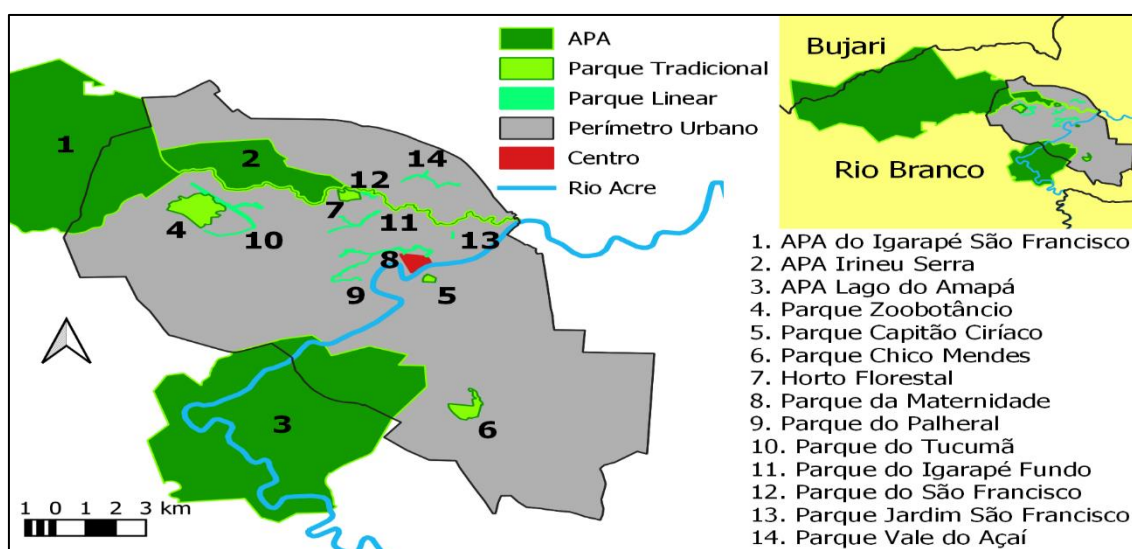 APA
Parque Tradicional
Parque Linear
Perímetro Urbano
Centro
Rio Acre
Bujari
Rio Branco
1
2
14
12
7
4
10
11
13
8
5
9
3
6
1 0 1 2 3 km
1. APA do Igarapé São Francisco
2. APA Irineu Serra
3. APA Lago do Amapá
4. Parque Zoobotâncio
5. Parque Capitão Ciríaco
6. Parque Chico Mendes
7. Horto Florestal
8. Parque da Maternidade
9. Parque do Palheral
10. Parque do Tucumã
11. Parque do Igarapé Fundo
12. Parque do São Francisco
13. Parque Jardim São Francisco
14. Parque Vale do Açaí